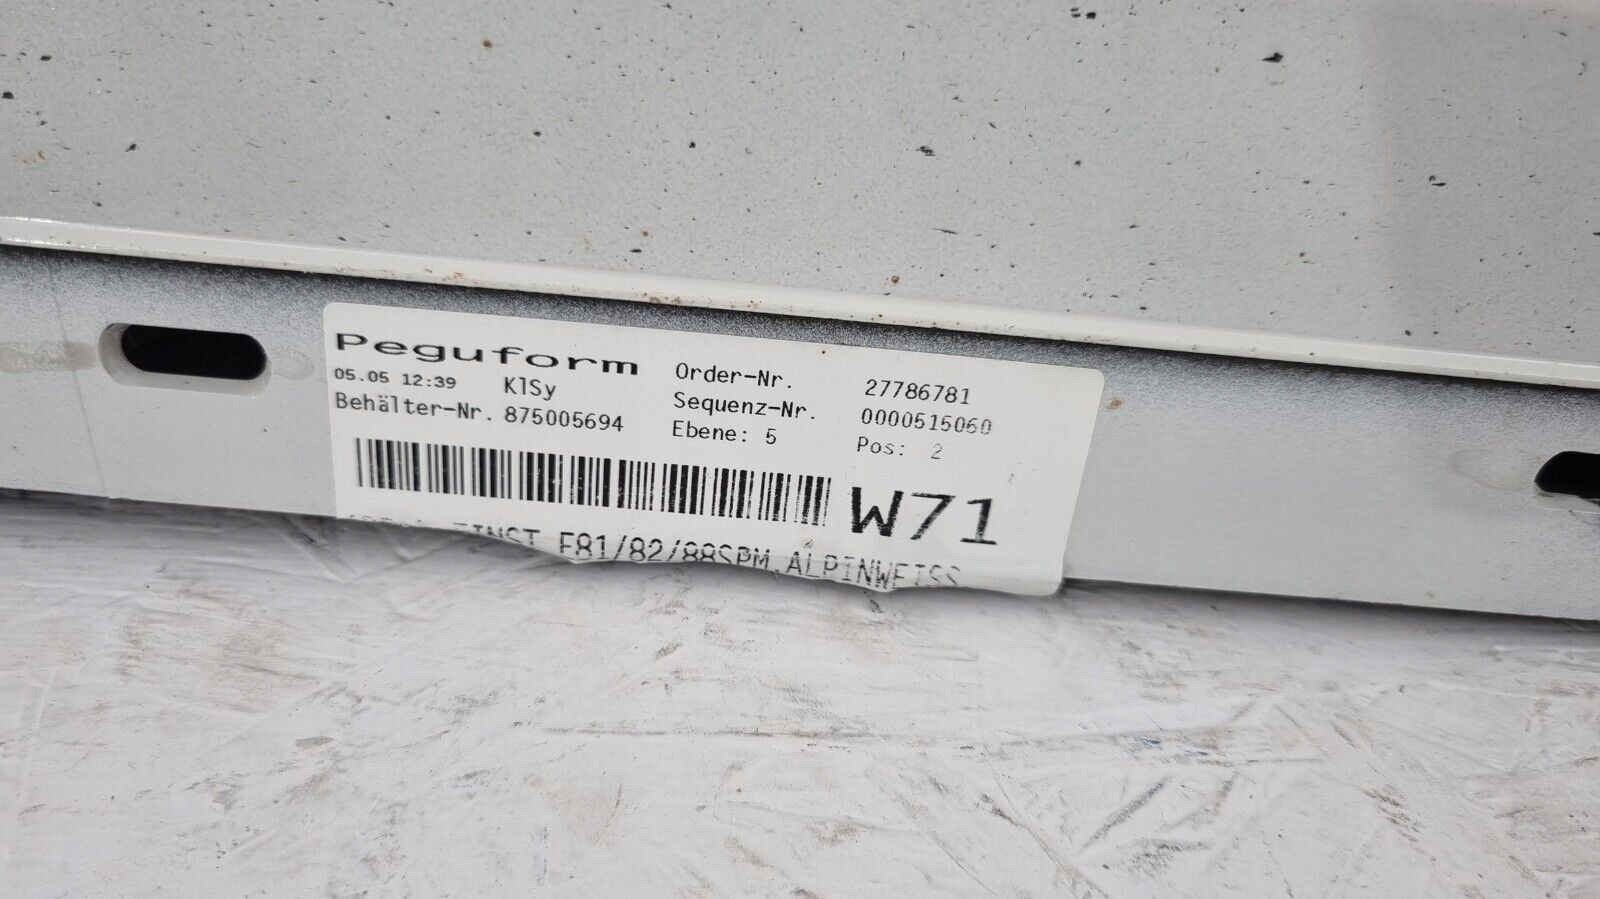 Peguform
05.05 12:39 KlSy
Behälter-Nr. 875005694
Order-Nr. 27786781
Sequenz-Nr. 0000515060
Ebene: 5 Pos: 2
W71
EINST F81/82/88SPM.ALPINWEISS